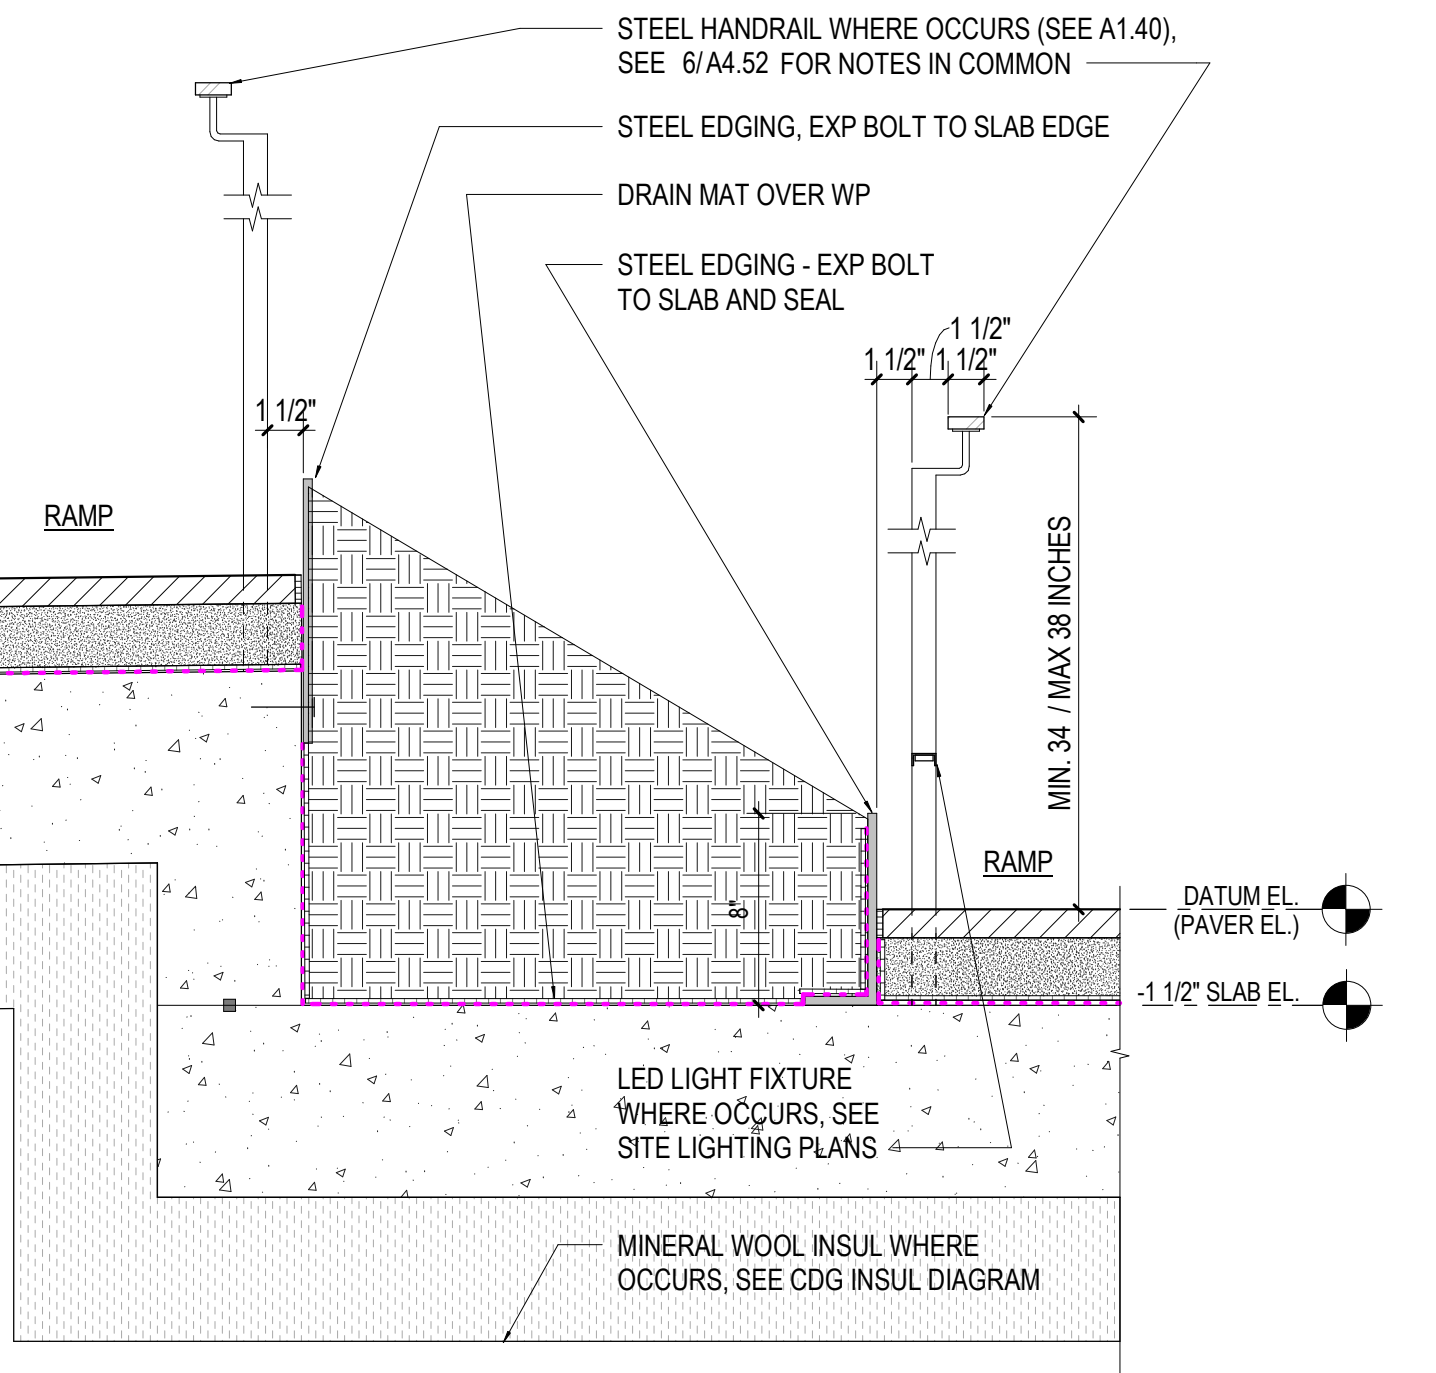 STEEL HANDRAIL WHERE OCCURS (SEE A1.40),
SEE 6/A4.52 FOR NOTES IN COMMON
STEEL EDGING, EXP BOLT TO SLAB EDGE
DRAIN MAT OVER WP
STEEL EDGING - EXP BOLT
TO SLAB AND SEAL
1 1/2"
1 1/2" 1 1/2"
1 1/2"
RAMP
MIN. 34 / MAX 38 INCHES
RAMP
8"
DATUM EL.
(PAVER EL.)
-1 1/2" SLAB EL.
LED LIGHT FIXTURE
WHERE OCCURS, SEE
SITE LIGHTING PLANS
MINERAL WOOL INSUL WHERE
OCCURS, SEE CDG INSUL DIAGRAM